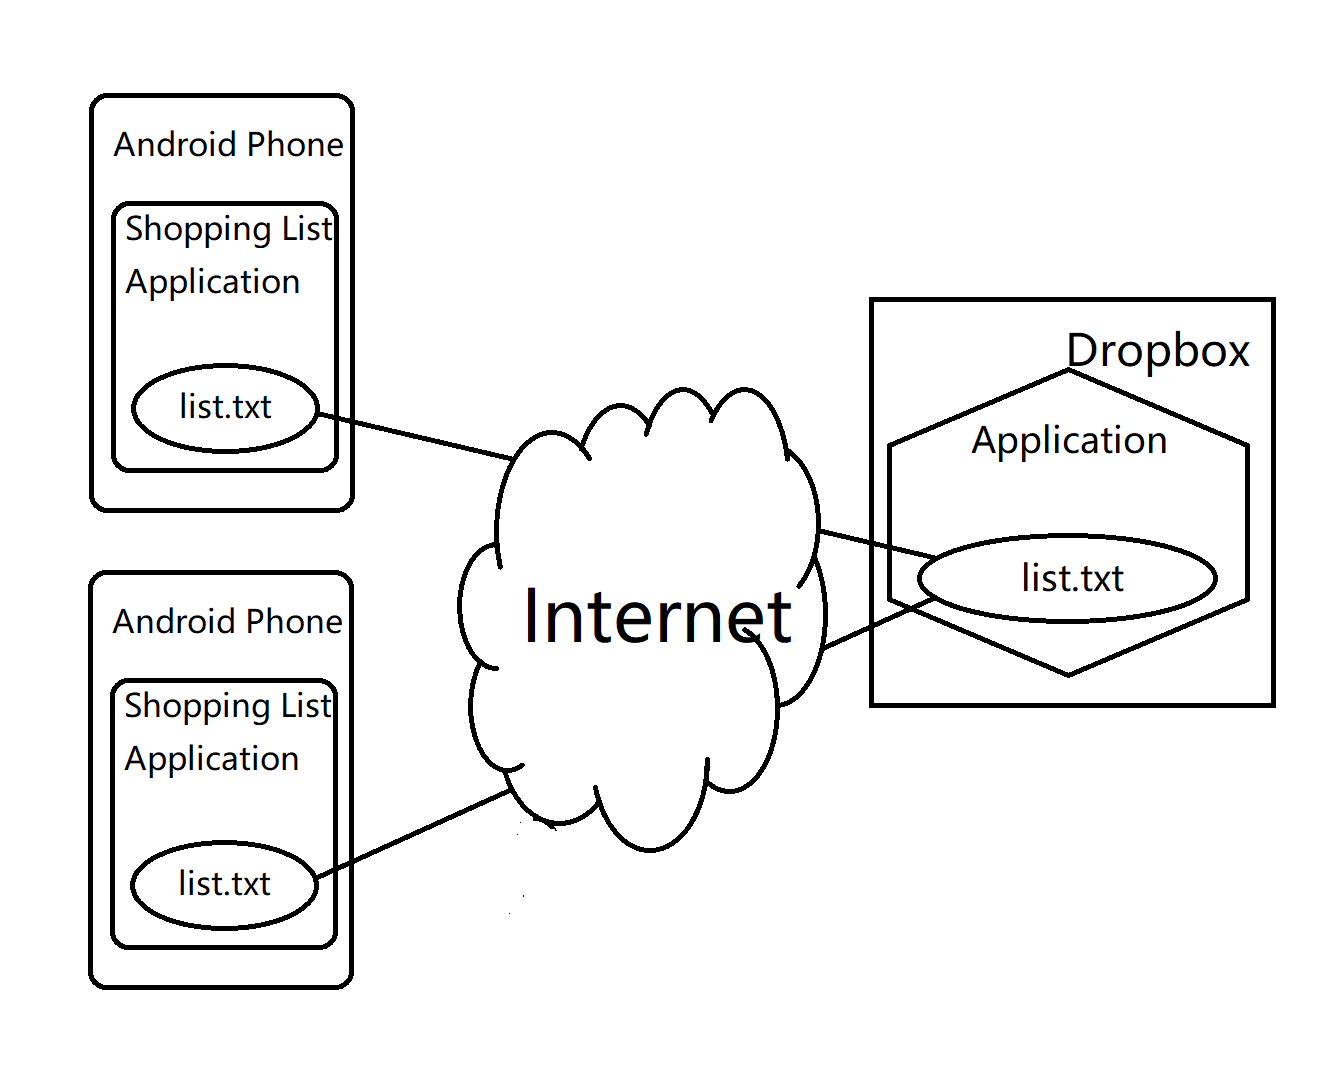 Android Phone
Shopping List
Application
list.txt
Android Phone
Shopping List
Application
list.txt
Internet
Dropbox
Application
list.txt